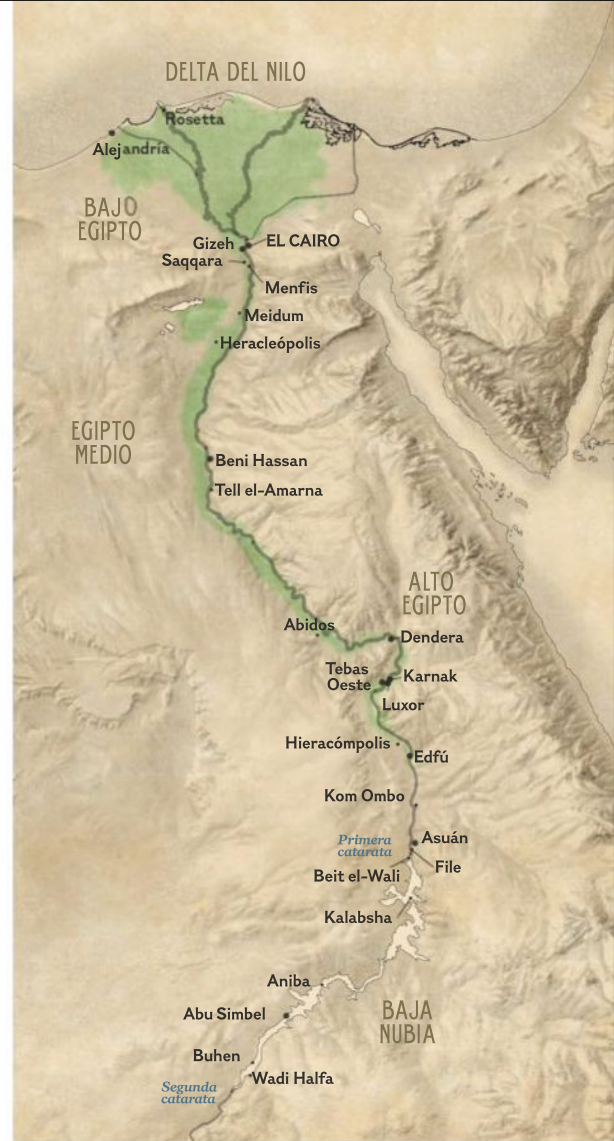 DELTA DEL NILO
Rosetta
Alejandría
BAJO
EGIPTO
Gizeh
EL CAIRO
Saqqara
Menfis
Meidum
Heracleópolis
EGIPTO
MEDIO
Beni Hassan
Tell el-Amarna
ALTO
EGIPTO
Abidos
Dendera
Tebas
Oeste
Karnak
Luxor
Hieracómpolis
Edfú
Kom Ombo
Primera
catarata
Asuán
File
Beit el-Wali
Kalabsha
Aniba
Abu Simbel
BAJA
NUBIA
Buhen
Wadi Halfa
Segunda
catarata